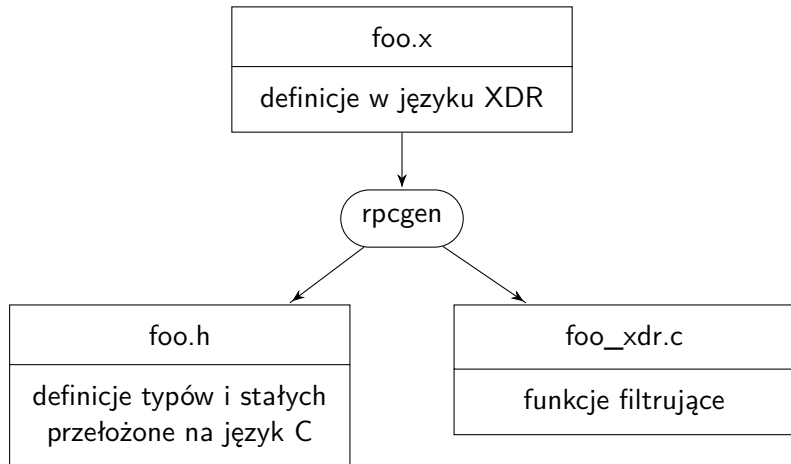 foo.x
definicje w języku XDR
rpcgen
foo.h
definicje typów i stałych
przełożone na język C
foo_xdr.c
funkcje filtrujące